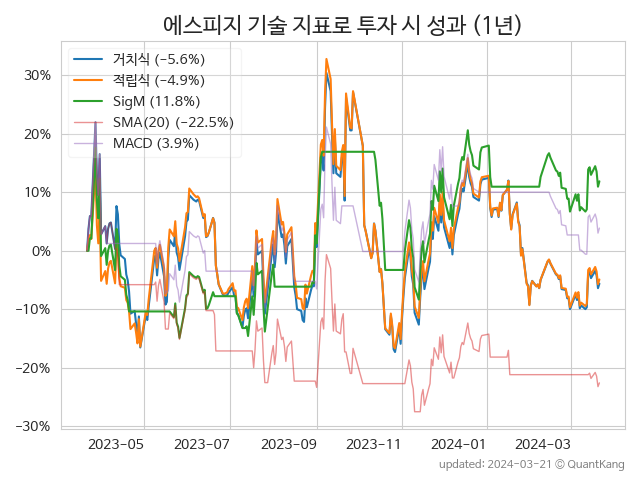 에스피지 기술 지표로 투자 시 성과 (1년)
거치식 (−5.6%)
적립식 (−4.9%)
SigM (11.8%)
SMA(20) (−22.5%)
MACD (3.9%)
30%
20%
10%
0%
−10%
−20%
−30%
2023−05
2023−07
2023−09
2023−11
2024−01
2024−03
updated: 2024−03−21 © QuantKang